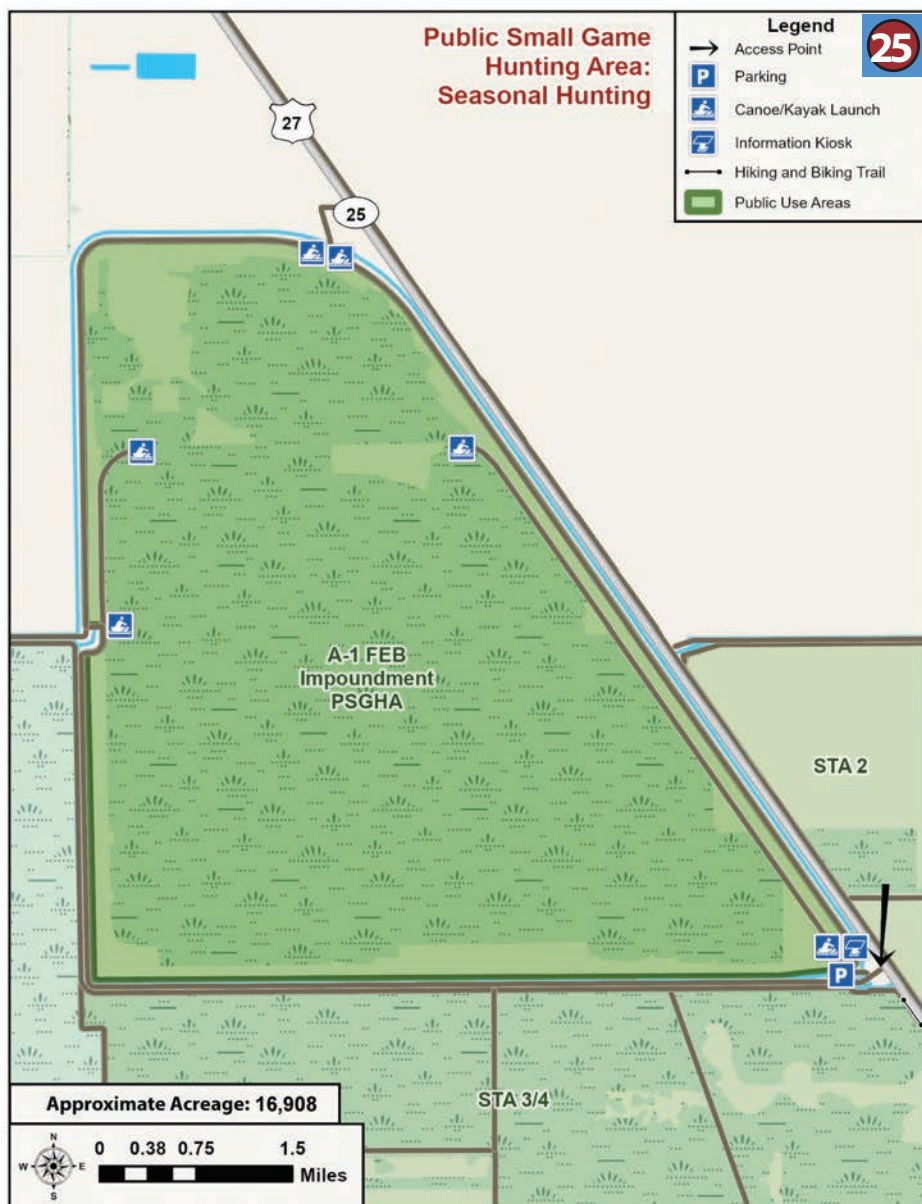 Public Small Game
Hunting Area:
Seasonal Hunting
Legend
Access Point
P
Parking
Canoe/Kayak Launch
Information Kiosk
Hiking and Biking Trail
Public Use Areas
25
27
25
A-1 FEB
Impoundment
PSGHA
STA 2
P
STA 3/4
Approximate Acreage: 16,908
N
W E
S
0 0.38 0.75 1.5
Miles